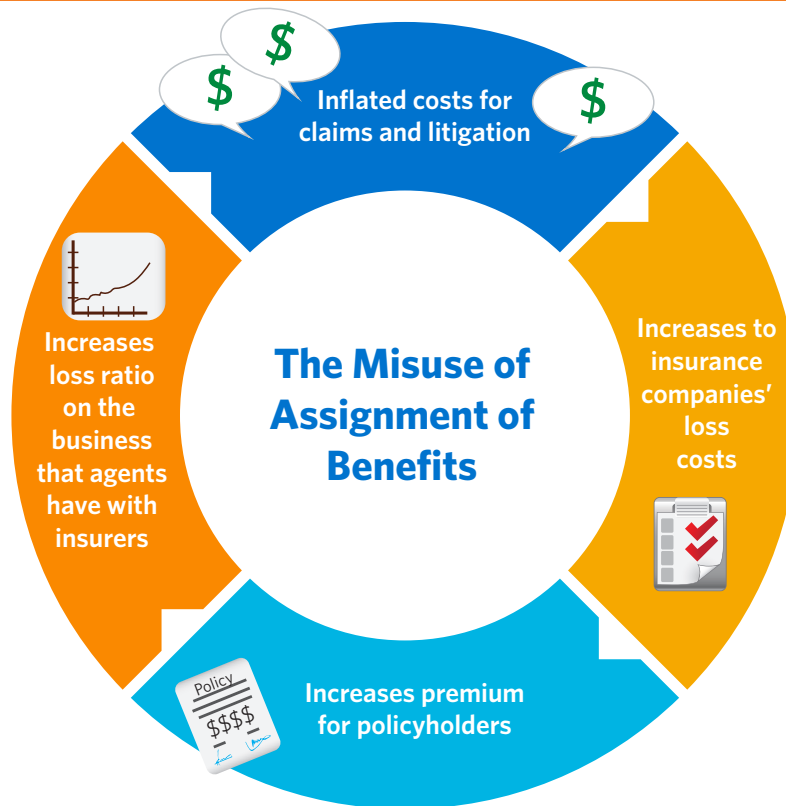 $
$
$
Inflated costs for
claims and litigation
Increases to
insurance
companies’
loss
costs
The Misuse of
Assignment of
Benefits
Increases
loss ratio
on the
business
that agents
have with
insurers
Policy
$$$$
Increases premium
for policyholders